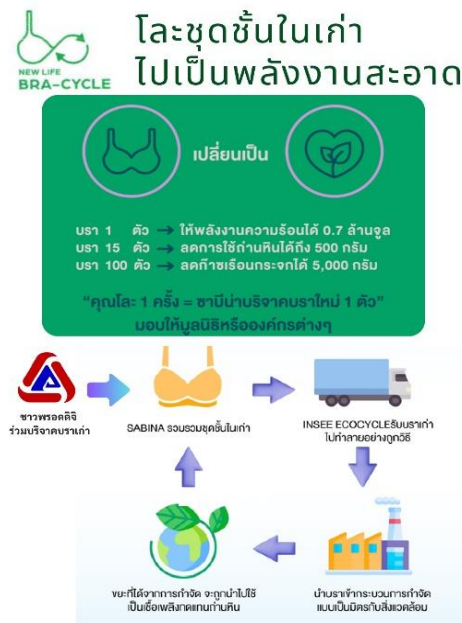 NEW LIFE
BRA-CYCLE
โละชุดชั้นในเก่า
ไปเป็นพลังงานสะอาด
เปลี่ยนเป็น
บรา 1 ตัว → ให้พลังงานความร้อนได้ 0.7 ล้านจูล
บรา 15 ตัว → ลดการใช้ถ่านหินได้ถึง 500 กรัม
บรา 100 ตัว → ลดก๊าซเรือนกระจกได้ 5,000 กรัม
“คุณโละ 1 ครั้ง = ซาบีน่าบริจาคบราใหม่ 1 ตัว”
มอบให้มูลนิธิหรือองค์กรต่างๆ
ชาวพรอดดิจิ
ร่วมบริจาคบราเก่า
SABINA รวบรวมชุดชั้นในเก่า
INSEE ECOCYCLEรับบราเก่า
ไปทำลายอย่างถูกวิธี
ขยะที่ได้จากการกำจัด จะถูกนำไปใช้
เป็นเชื้อเพลิงทดแทนถ่านหิน
นำบราเข้ากระบวนการกำจัด
แบบเป็นมิตรกับสิ่งแวดล้อม